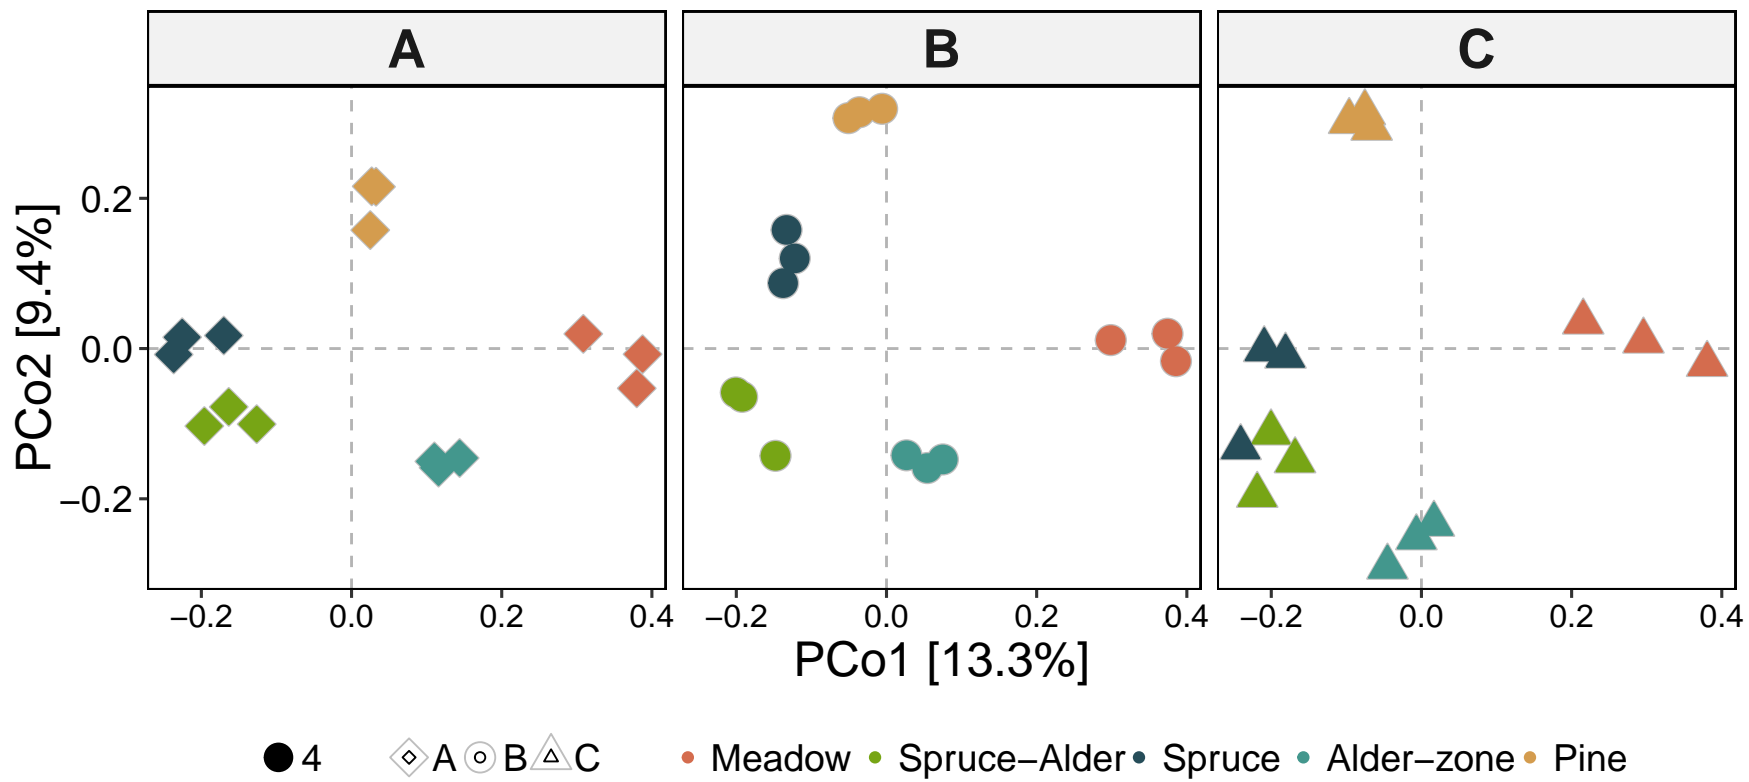 A B C
PCo2 [9.4%]
0.2
0.0
−0.2
−0.2 0.0 0.2 0.4 −0.2 0.0 0.2 0.4 −0.2 0.0 0.2 0.4
PCo1 [13.3%]
4 A B C Meadow Spruce−Alder Spruce Alder−zone Pine